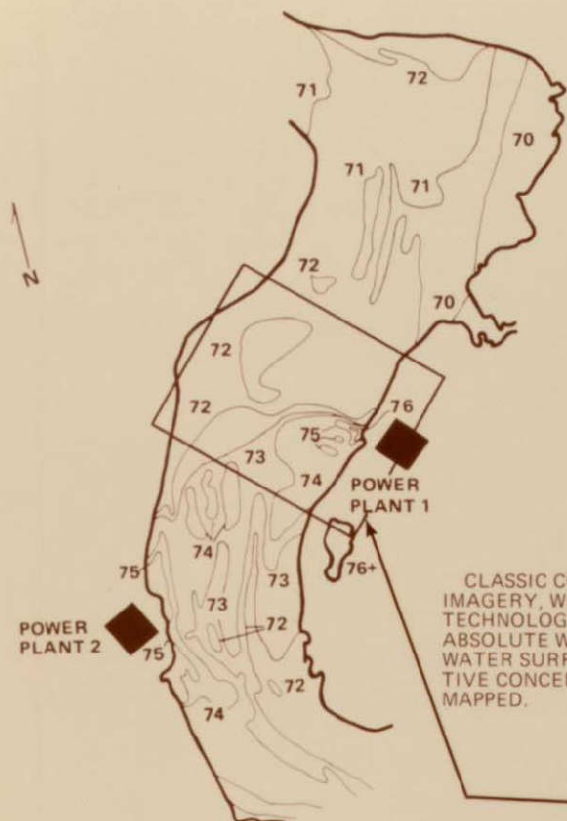 72
71
70
71
71
72
70
N
72
72
76
75
73
74
POWER
PLANT 1
74
75
76+
73
73
72
POWER
PLANT 2
75
72
74
CLASSIC
IMAGERY,
TECHNOLOG
ABSOLUTE W
WATER SURF
TIVE CONCE
MAPPED.